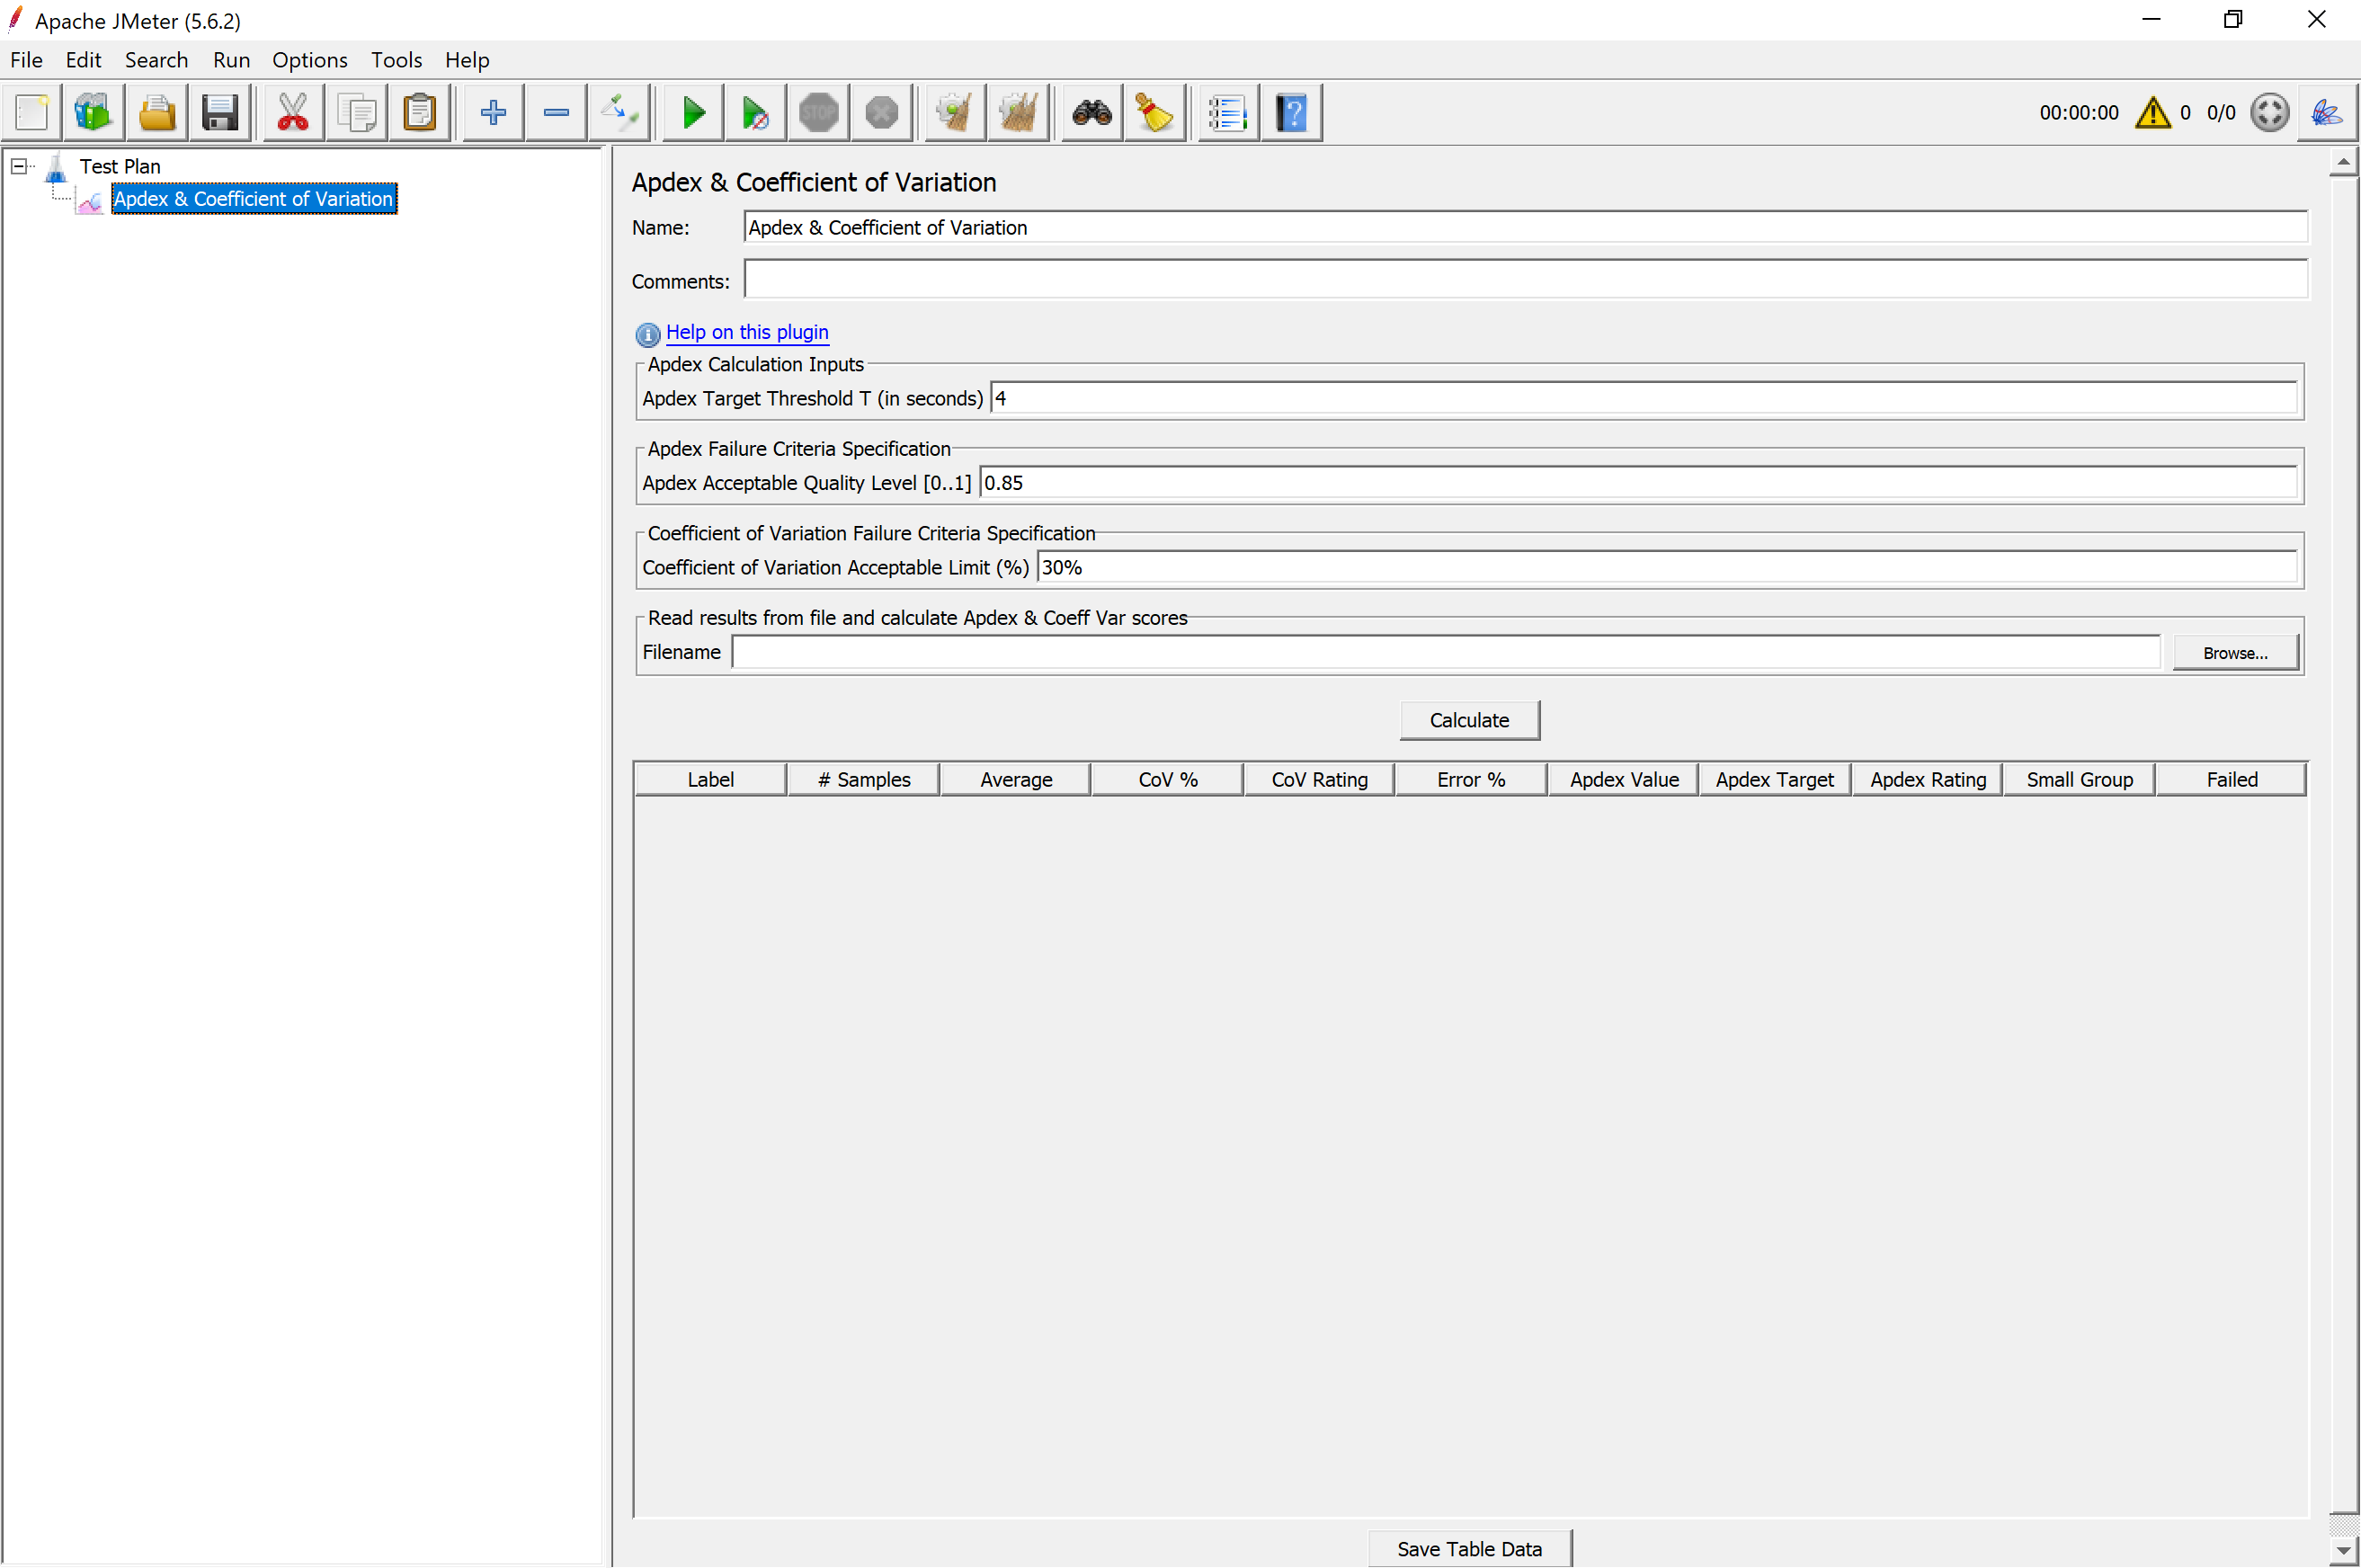 Apache JMeter (5.6.2)
File Edit Search Run Options Tools Help
STOP
00:00:00 0 0/0
Test Plan
Apdex & Coefficient of Variation
Apdex & Coefficient of Variation
Name: Apdex & Coefficient of Variation
Comments:
Help on this plugin
Apdex Calculation Inputs
Apdex Target Threshold T (in seconds) 4
Apdex Failure Criteria Specification
Apdex Acceptable Quality Level [0..1] 0.85
Coefficient of Variation Failure Criteria Specification
Coefficient of Variation Acceptable Limit (%) 30%
Read results from file and calculate Apdex & Coeff Var scores
Filename Browse...
Calculate
Label # Samples Average CoV % CoV Rating Error % Apdex Value Apdex Target Apdex Rating Small Group Failed
Save Table Data